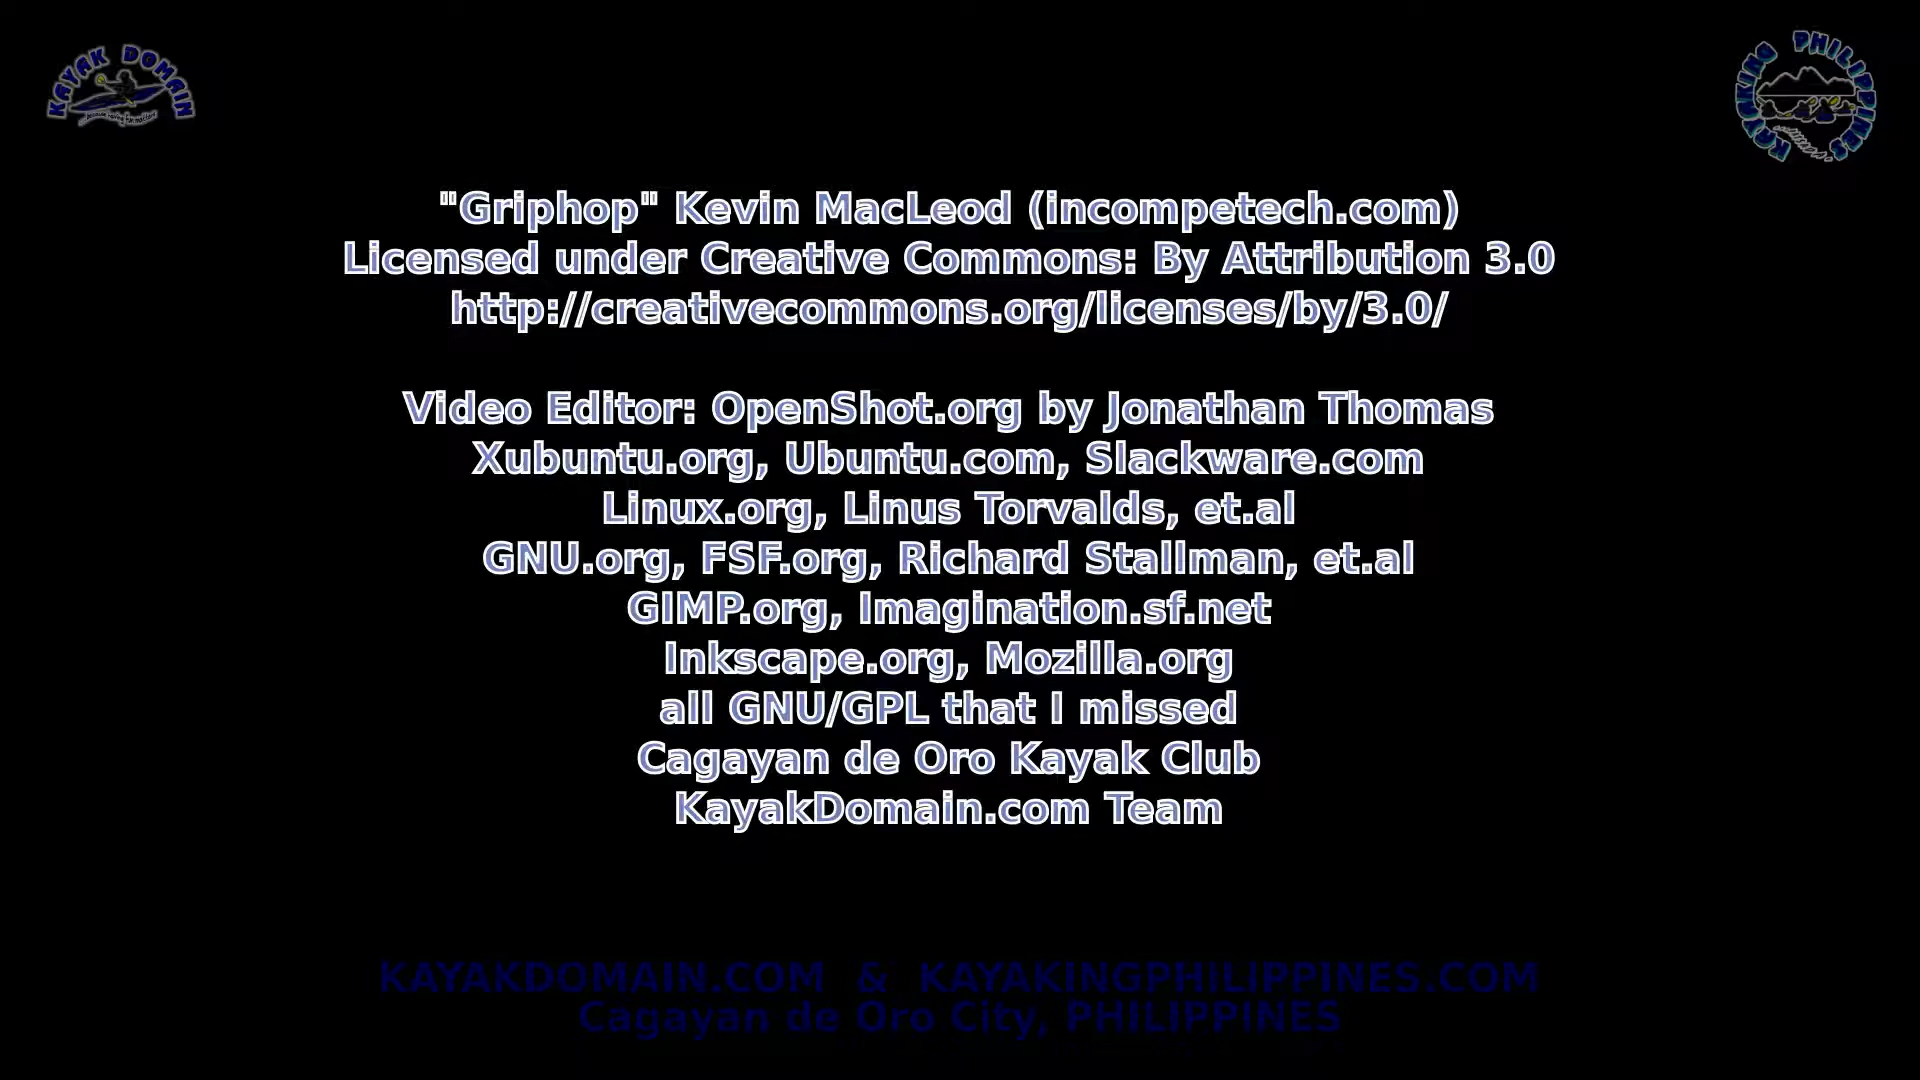 KAYAK DOMAIN
KAYAKING PHILIPPINES
"Griphop" Kevin MacLeod (incompetech.com)
Licensed under Creative Commons: By Attribution 3.0
http://creativecommons.org/licenses/by/3.0/
Video Editor: OpenShot.org by Jonathan Thomas
Xubuntu.org, Ubuntu.com, Slackware.com
Linux.org, Linus Torvalds, et.al
GNU.org, FSF.org, Richard Stallman, et.al
GIMP.org, Imagination.sf.net
Inkscape.org, Mozilla.org
all GNU/GPL that I missed
Cagayan de Oro Kayak Club
KayakDomain.com Team
KAYAKDOMAIN.COM & KAYAKINGPHILIPPINES.COM
Cagayan de Oro City, PHILIPPINES